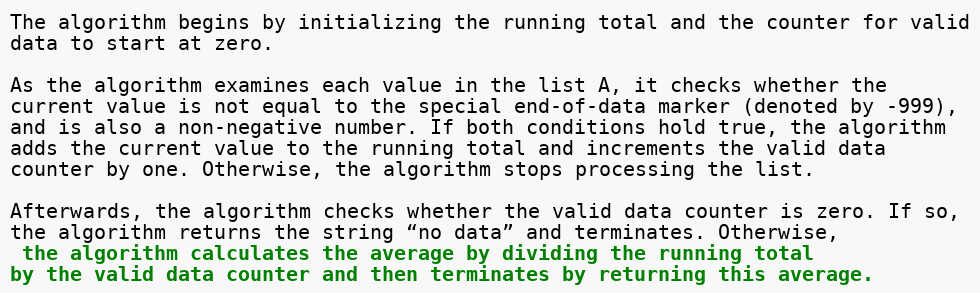 The algorithm begins by initializing the running total and the counter for valid
data to start at zero.
As the algorithm examines each value in the list A, it checks whether the
current value is not equal to the special end-of-data marker (denoted by -999),
and is also a non-negative number. If both conditions hold true, the algorithm
adds the current value to the running total and increments the valid data
counter by one. Otherwise, the algorithm stops processing the list.
Afterwards, the algorithm checks whether the valid data counter is zero. If so,
the algorithm returns the string “no data” and terminates. Otherwise,
the algorithm calculates the average by dividing the running total
by the valid data counter and then terminates by returning this average.